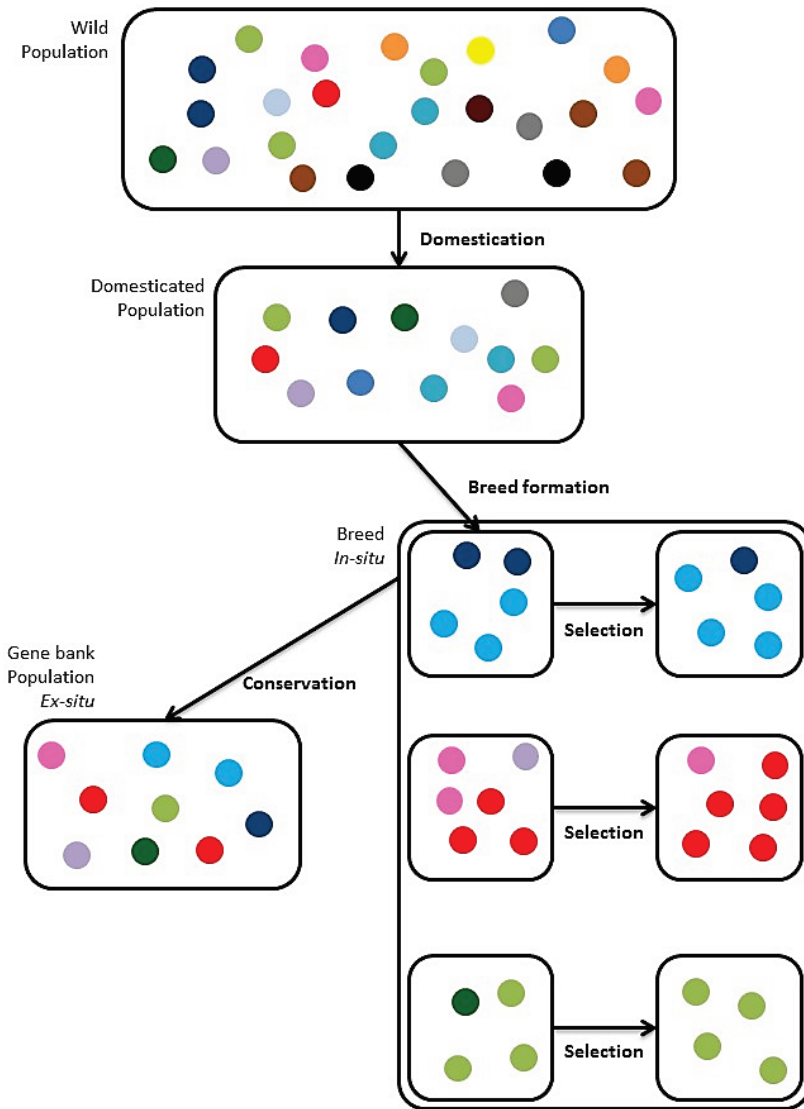 Wild
Population
Domestication
Domesticated
Population
Breed formation
Breed
In-situ
Selection
Gene bank
Population
Ex-situ
Conservation
Selection
Selection